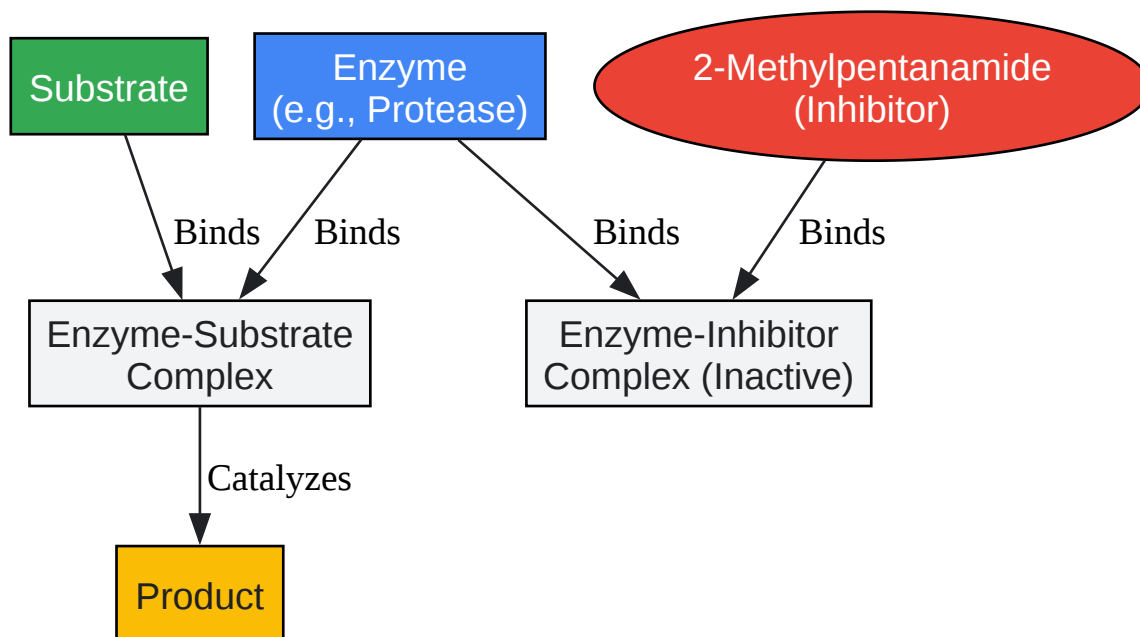 Substrate
Enzyme
(e.g., Protease)
2-Methylpentanamide
(Inhibitor)
Binds
Binds
Binds
Binds
Enzyme-Substrate
Complex
Enzyme-Inhibitor
Complex (Inactive)
Catalyzes
Product